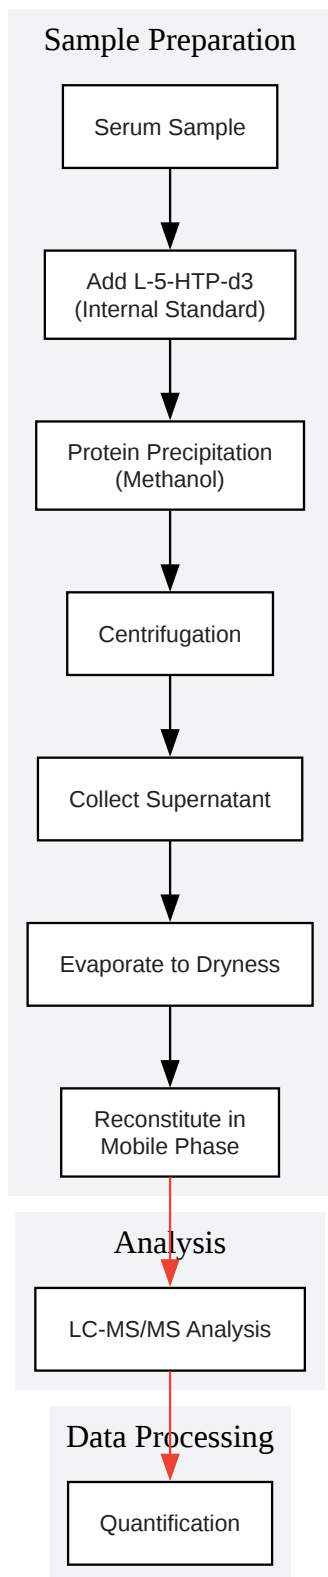 Sample Preparation
Serum Sample
Add L-5-HTP-d3
(Internal Standard)
Protein Precipitation
(Methanol)
Centrifugation
Collect Supernatant
Evaporate to Dryness
Reconstitute in
Mobile Phase
Analysis
LC-MS/MS Analysis
Data Processing
Quantification